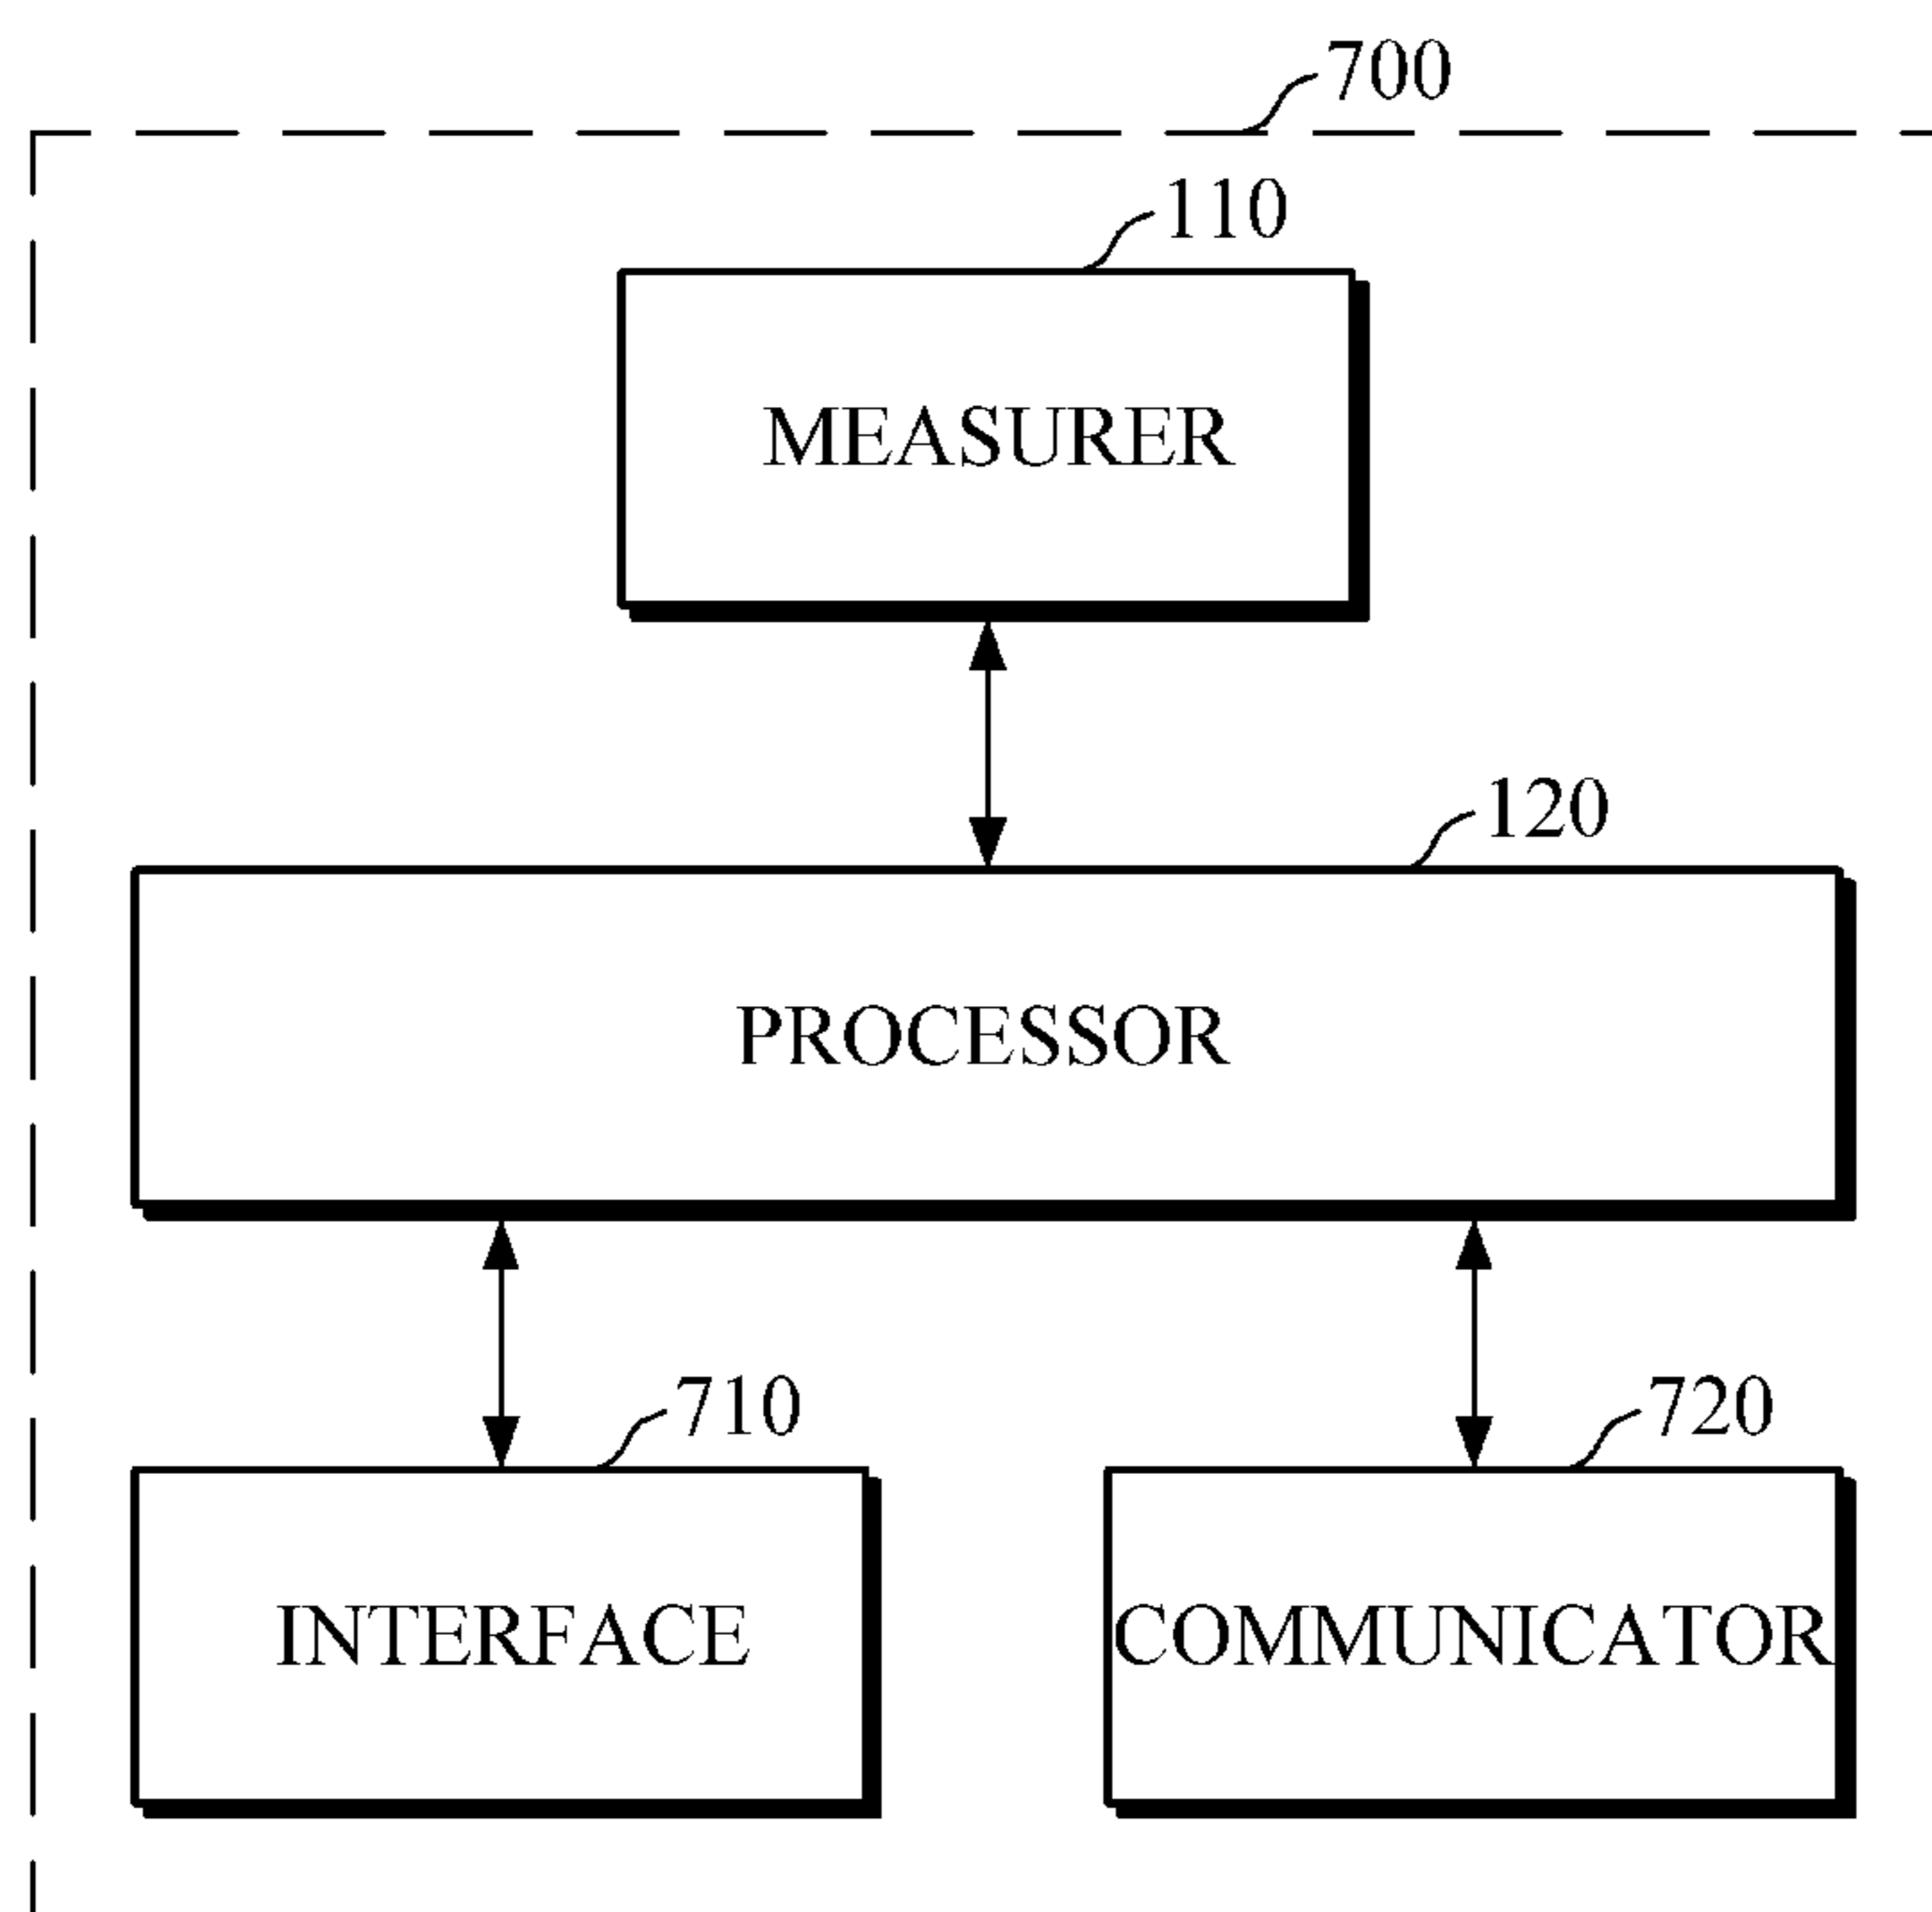 700
110
MEASURER
120
PROCESSOR
710
720
INTERFACE
COMMUNICATOR